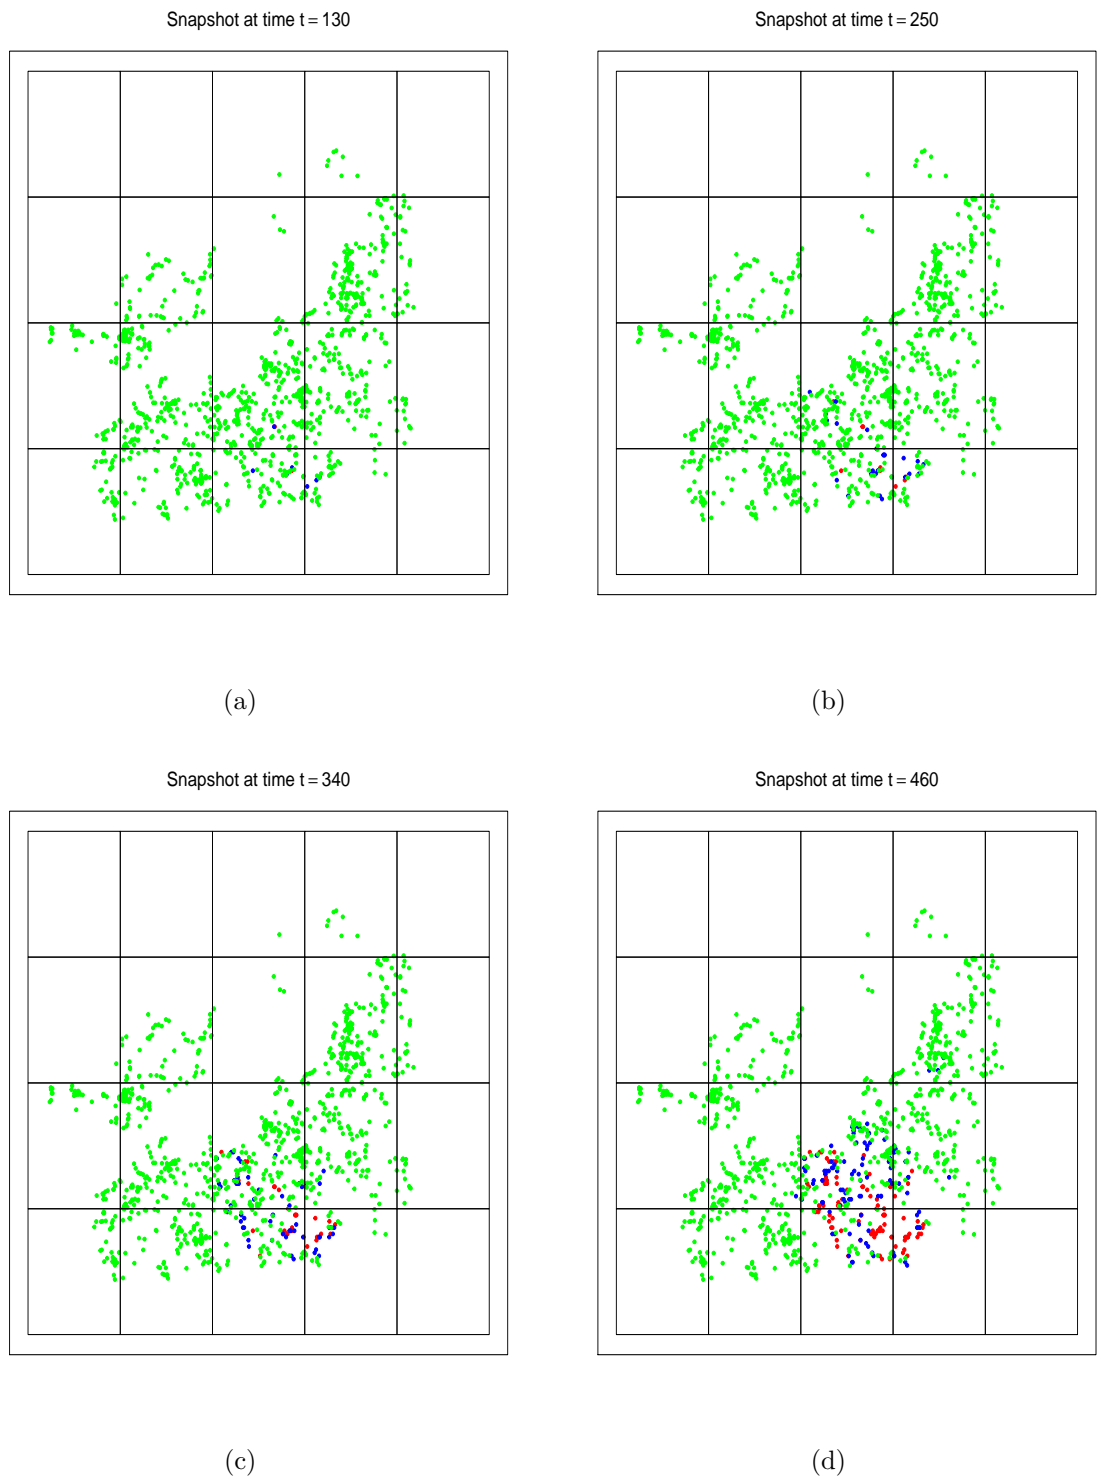 Snapshot at time t = 130
Snapshot at time t = 250
(a)
(b)
Snapshot at time t = 340
Snapshot at time t = 460
(c)
(d)